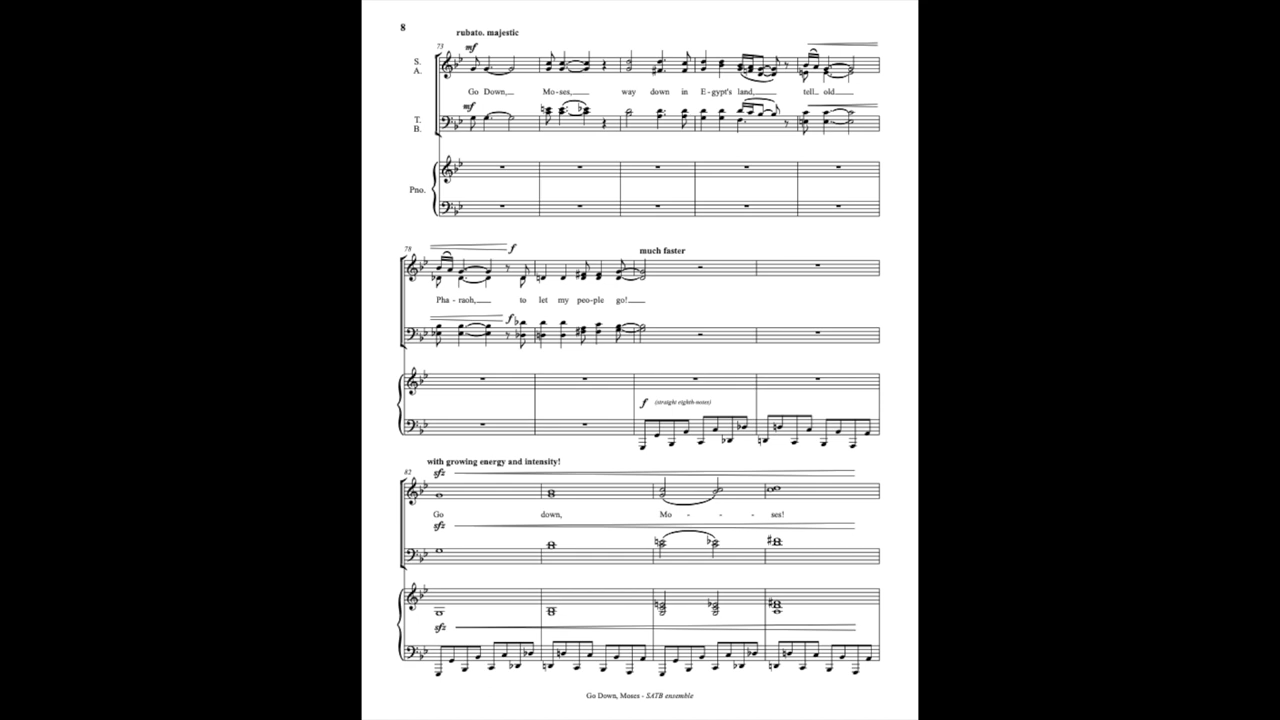 8
rubato. majestic
73
mf
S.
A.
Go Down, Mo-ses, way down in E-gypt's land, tell old
mf
T.
B.
Pno.
78
f
much faster
Pha-raoh, to let my peo-ple go!
f
f (straight eighth-notes)
with growing energy and intensity!
82
sfz
Go down, Mo - - - ses!
sfz
sfz
Go Down, Moses - SATB ensemble